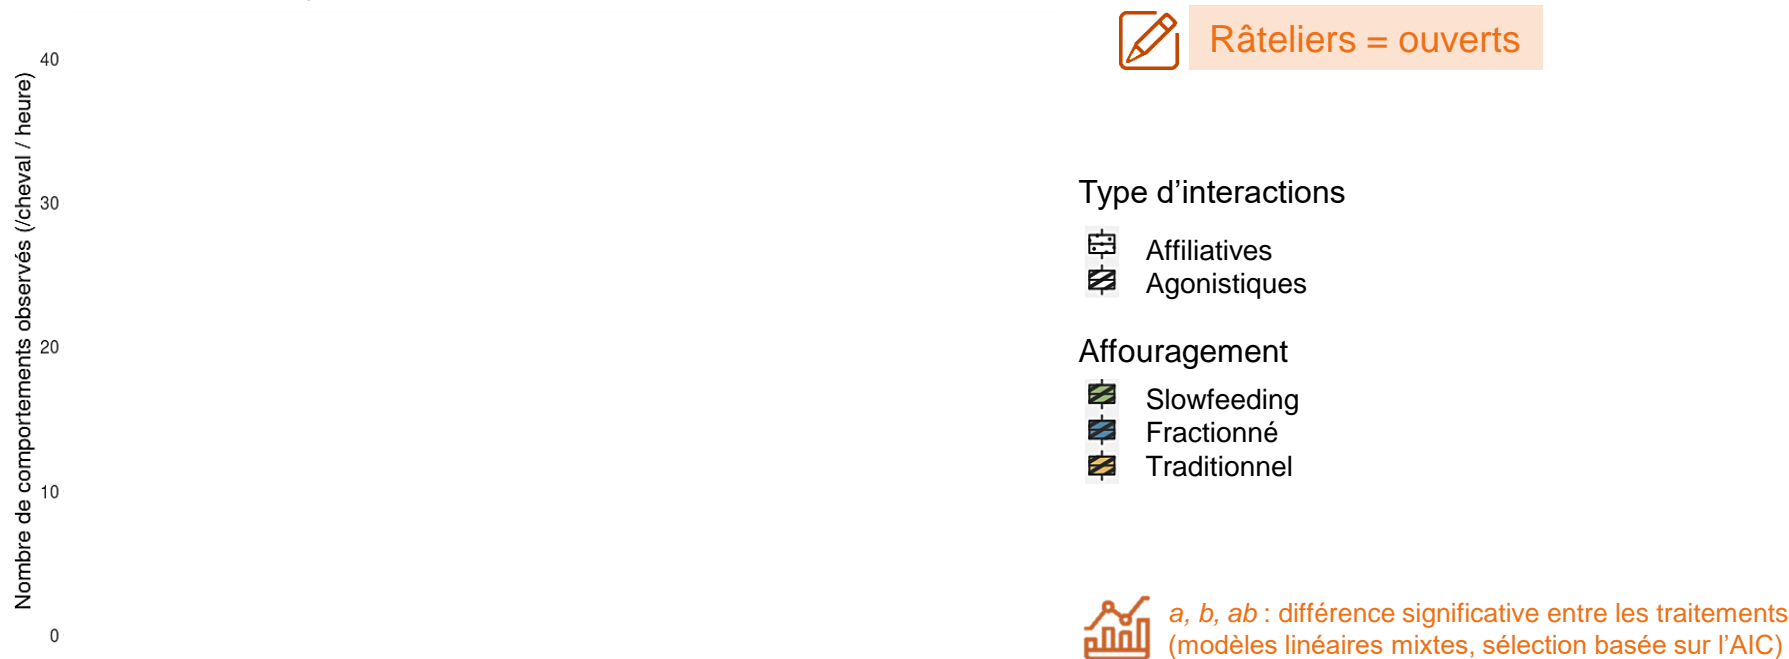 Râteliers = ouverts
Nombre de comportements observés (/cheval / heure)
40
30
20
10
0
Type d’interactions
Affiliatives
Agonistiques
Affouragement
Slowfeeding
Fractionné
Traditionnel
a, b, ab : différence significative entre les traitements
(modèles linéaires mixtes, sélection basée sur l’AIC)